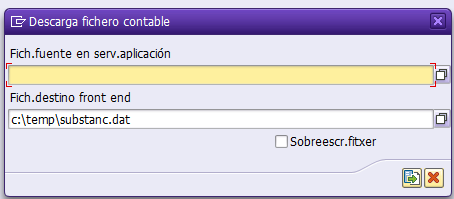 Descarga fichero contable
Fich.fuente en serv.aplicación
Fich.destino front end
c:\temp\substanc.dat
Sobreescr.fitxer